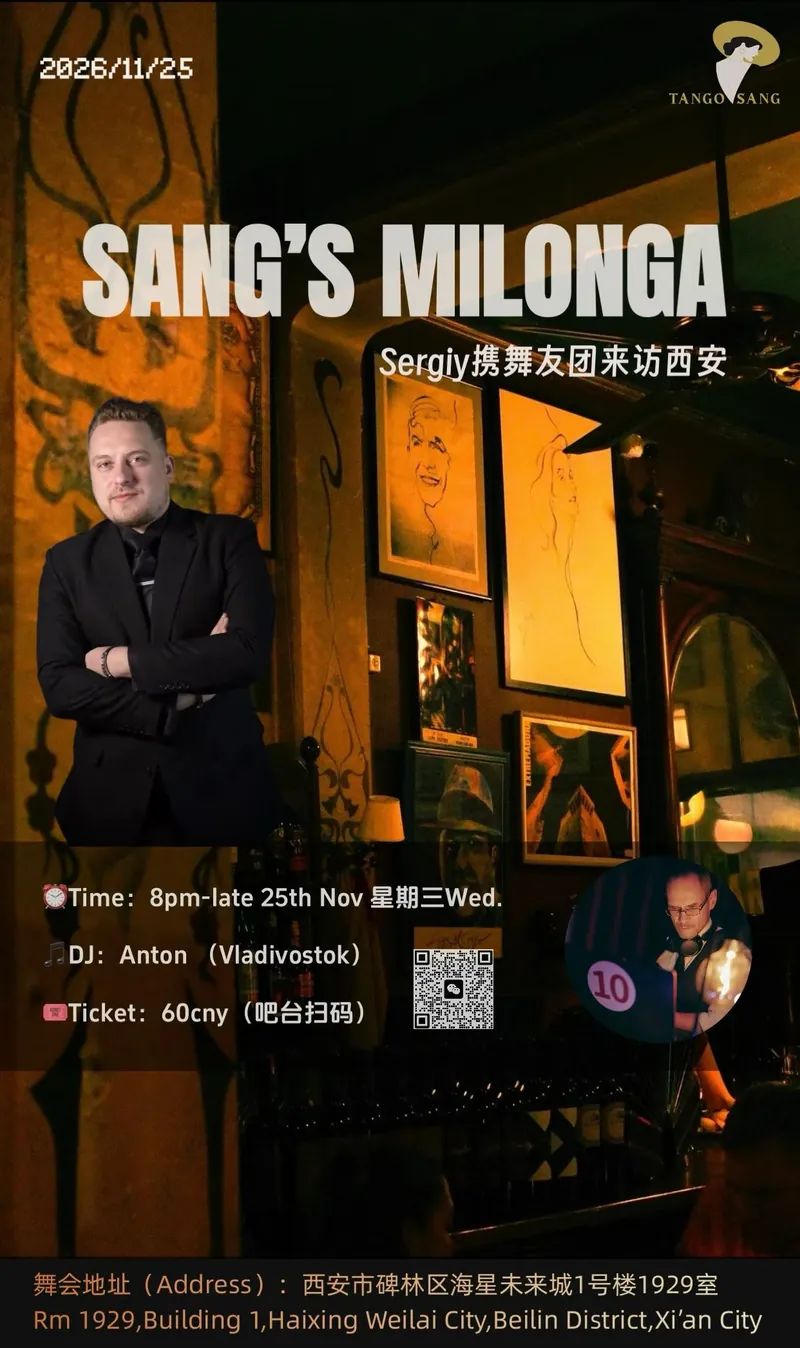 2026/11/25
TANGO SANG
SANG'S MILONGA
Sergiy携舞友团来访西安
Time：8pm-late 25th Nov 星期三Wed.
DJ：Anton （Vladivostok）
Ticket：60cny（吧台扫码）
10
舞会地址（Address）：西安市碑林区海星未来城1号楼1929室
Rm 1929,Building 1,Haixing Weilai City,Beilin District,Xi'an City